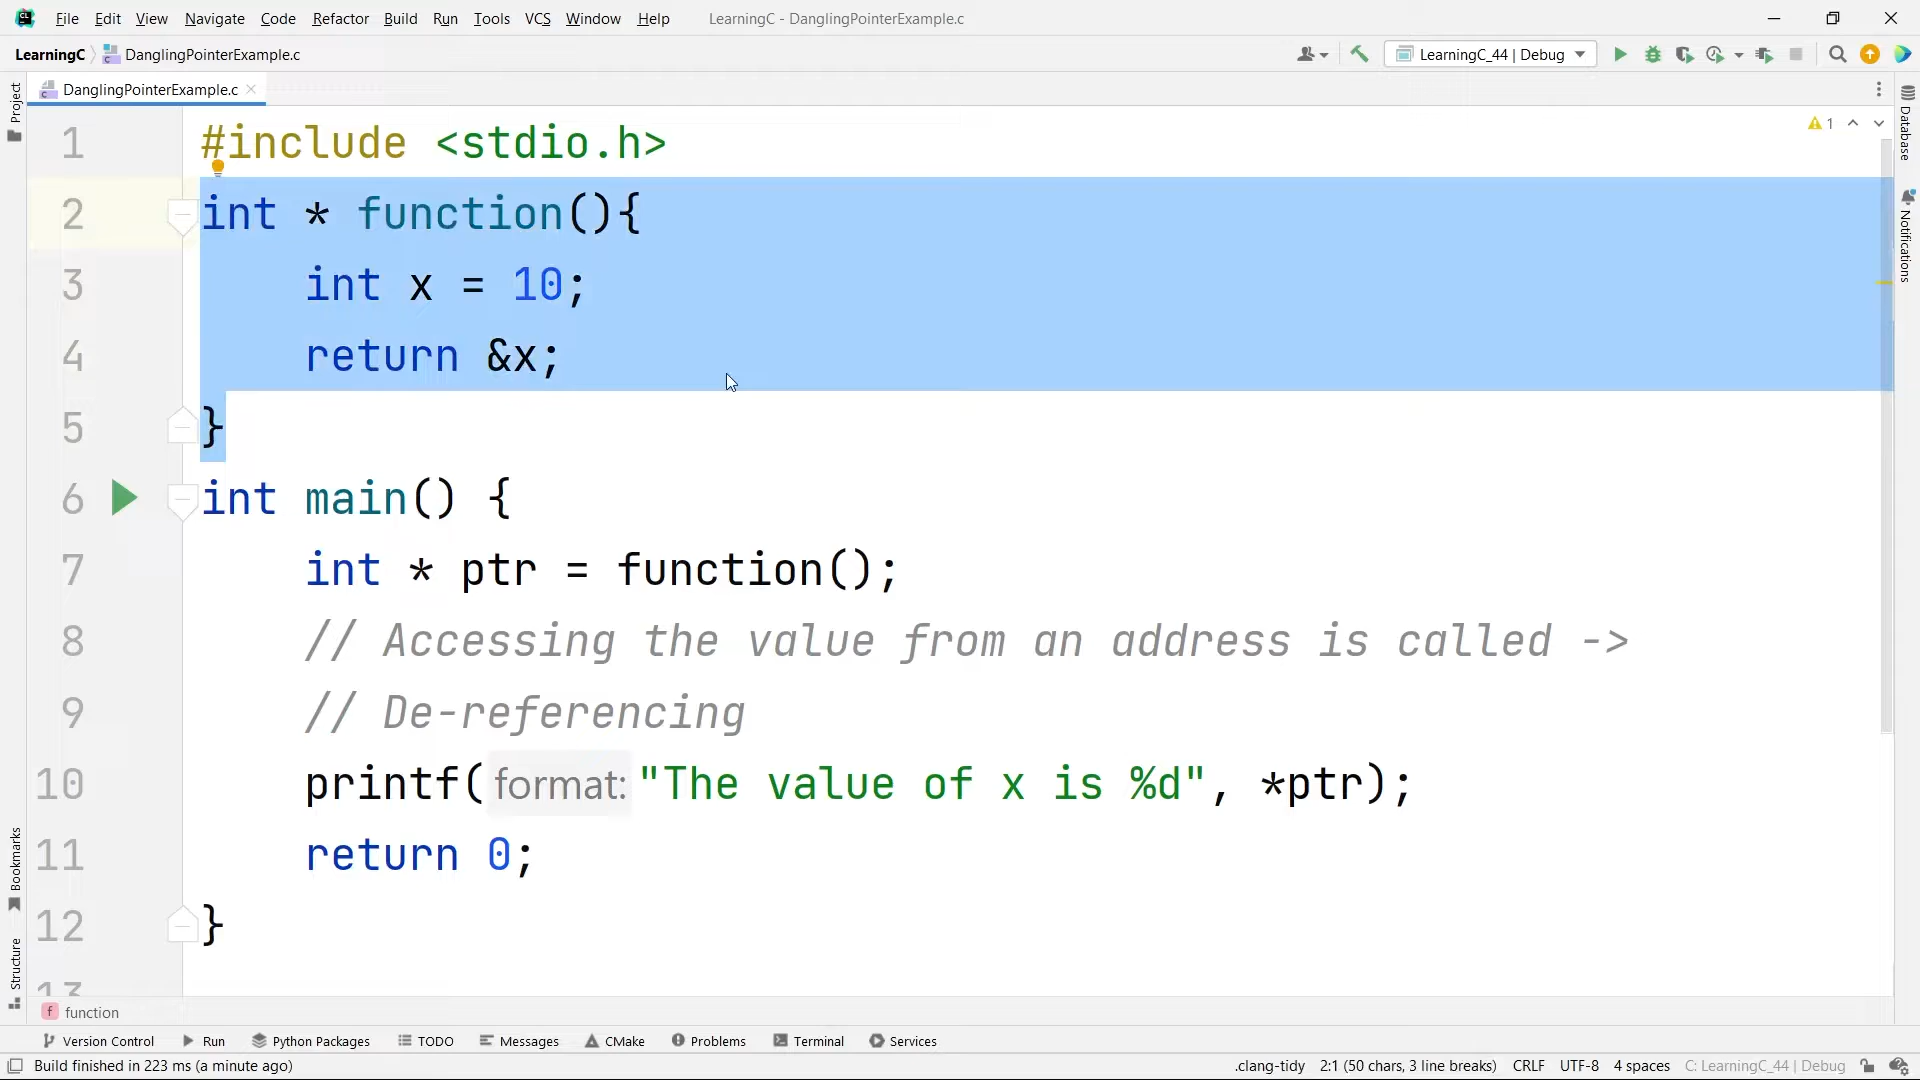 File Edit View Navigate Code Refactor Build Run Tools VCS Window Help LearningC - DanglingPointerExample.c
LearningC DanglingPointerExample.c LearningC_44 | Debug
Project
DanglingPointerExample.c
Database
Notifications
1 #include <stdio.h>
1
2 int * function(){
3 int x = 10;
4 return &x;
5 }
6 int main() {
7 int * ptr = function();
8 // Accessing the value from an address is called ->
9 // De-referencing
10 printf( format: "The value of x is %d", *ptr);
11 return 0;
12 }
13
Bookmarks
Structure
f function
Version Control Run Python Packages TODO Messages CMake Problems Terminal Services
Build finished in 223 ms (a minute ago) .clang-tidy 2:1 (50 chars, 3 line breaks) CRLF UTF-8 4 spaces C: LearningC_44 | Debug